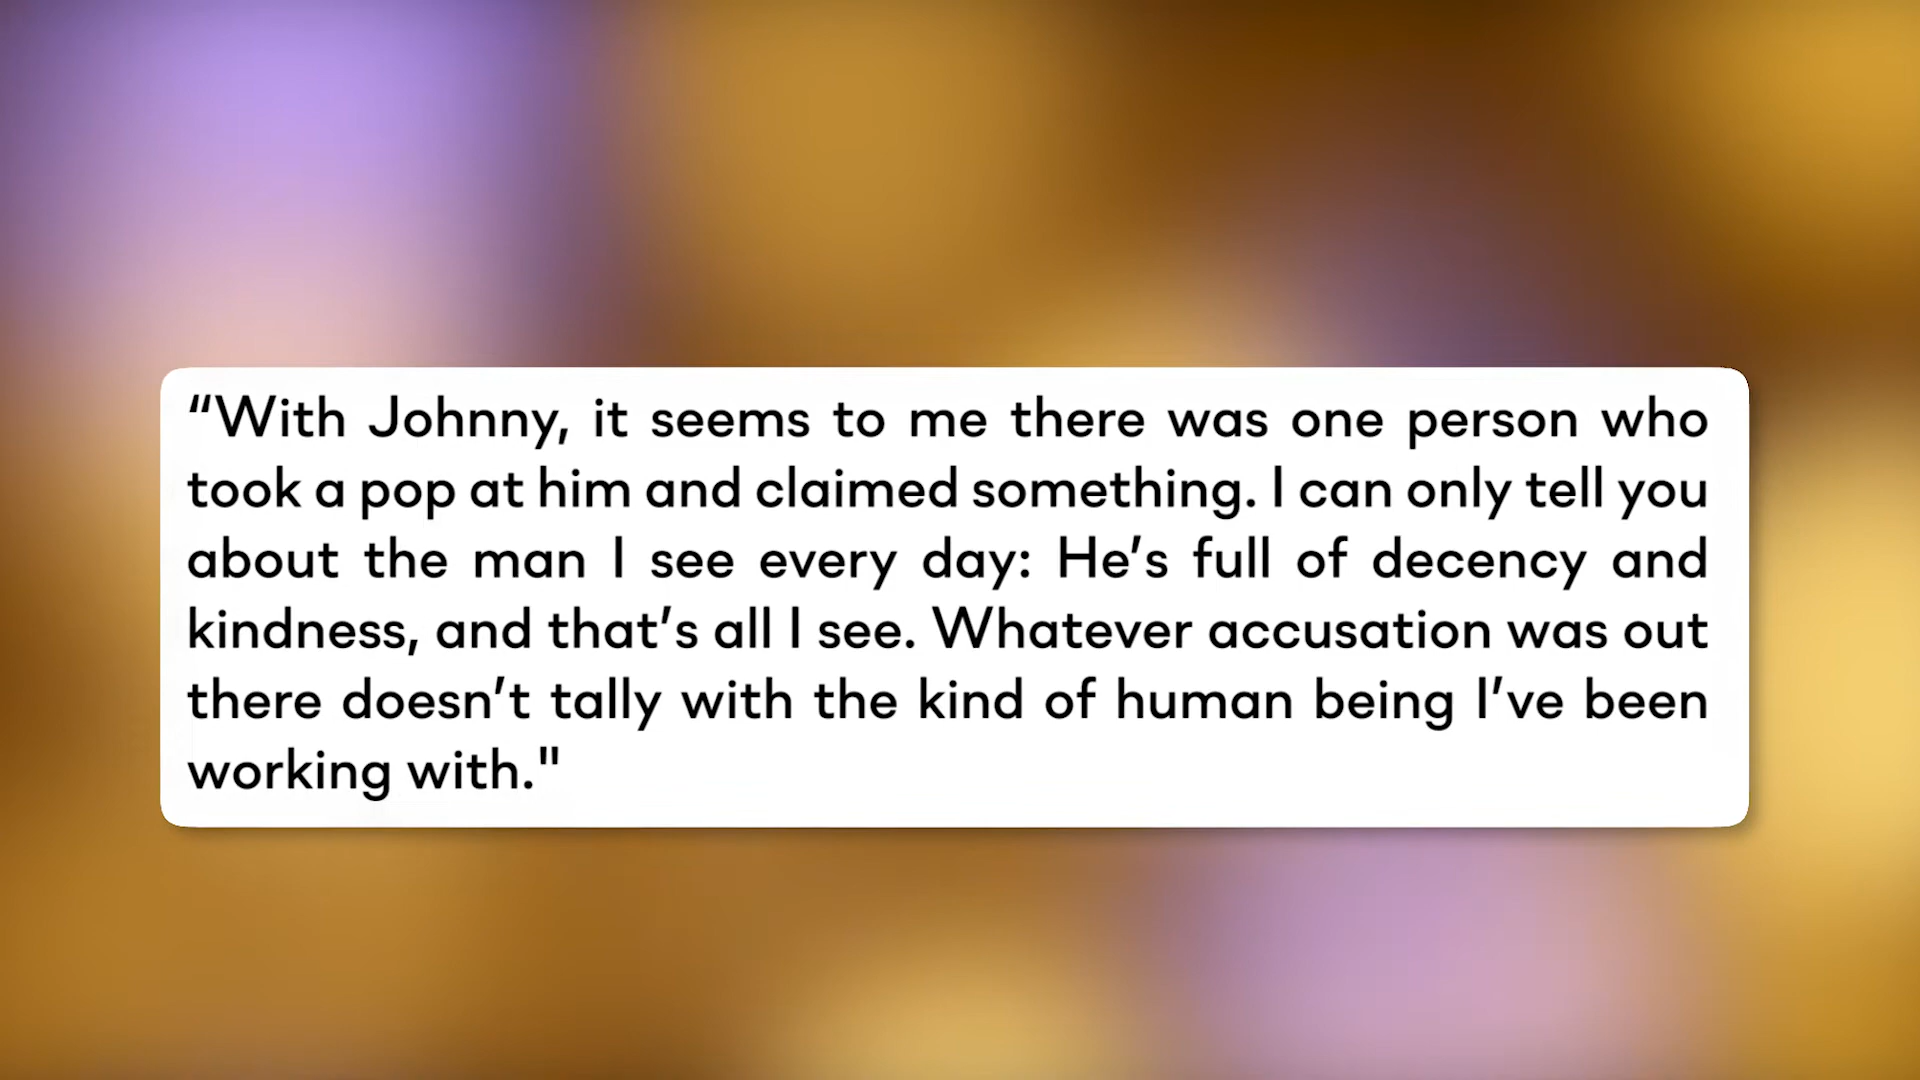 “With Johnny, it seems to me there was one person who
took a pop at him and claimed something. I can only tell you
about the man I see every day: He’s full of decency and
kindness, and that’s all I see. Whatever accusation was out
there doesn’t tally with the kind of human being I’ve been
working with."